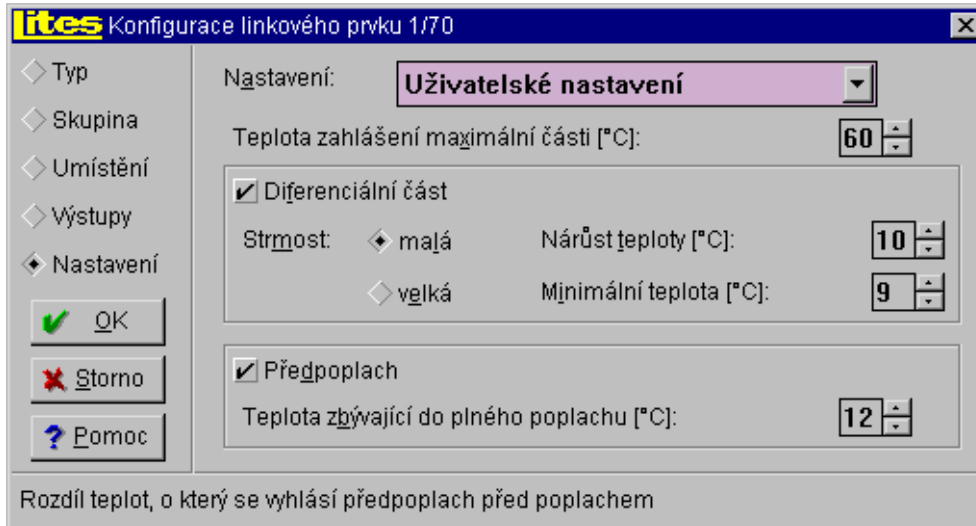 lites Konfigurace linkového prvku 1/70
Typ
Skupina
Umístění
Výstupy
Nastavení
OK
Storno
Pomoc
Nastavení: Uživatelské nastavení
Teplota zahlášení maximální části [°C]: 60
Diferenciální část
Strmost: malá Nárůst teploty [°C]: 10
velká Minimální teplota [°C]: 9
Předpoplach
Teplota zbývající do plného poplachu [°C]: 12
Rozdíl teplot, o který se vyhlásí předpoplach před poplachem